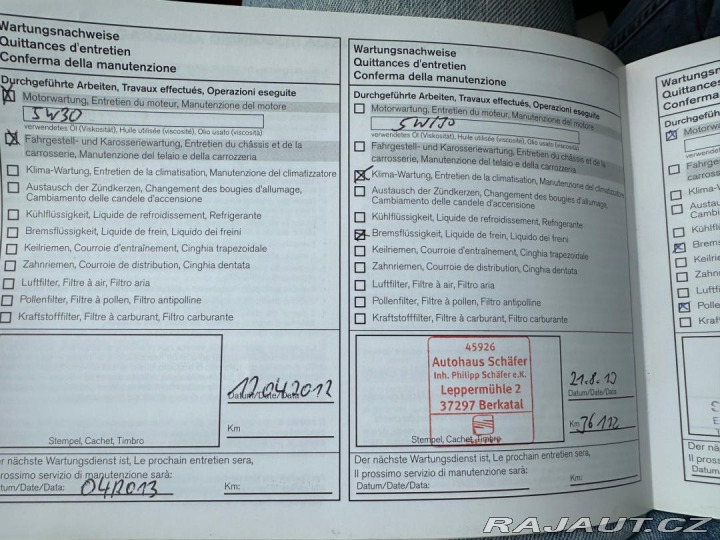 Wartungsnachweise
Quittances d'entretien
Conferma della manutenzione
Durchgeführte Arbeiten, Travaux effectués, Operazioni eseguite
Motorwartung, Entretien du moteur, Manutenzione del motore
5W30
verwendetes Öl (Viskosität), Huile utilisée (viscosité), Olio usato (viscosità)
Fahrgestell- und Karosseriewartung, Entretien du châssis et de la
carrosserie, Manutenzione del telaio e della carrozzeria
Klima-Wartung, Entretien de la climatisation, Manutenzione del climatizzatore
Austausch der Zündkerzen, Changement des bougies d'allumage,
Cambiamento delle candele d'accensione
Kühlflüssigkeit, Liquide de refroidissement, Refrigerante
Bremsflüssigkeit, Liquide de frein, Liquido dei freni
Keilriemen, Courroie d'entraînement, Cinghia trapezoidale
Zahnriemen, Courroie de distribution, Cinghia dentata
Luftfilter, Filtre à air, Filtro aria
Pollenfilter, Filtre à pollen, Filtro antipolline
Kraftstofffilter, Filtre à carburant, Filtro carburante
12.04.2012
Datum/Date/Data
Km
Stempel, Cachet, Timbro
er nächste Wartungsdienst ist, Le prochain entretien sera,
prossimo servizio di manutenzione sarà:
tum/Date/Data: 04/2013 Km:
Wartungsnachweise
Quittances d'entretien
Conferma della manutenzione
Durchgeführte Arbeiten, Travaux effectués, Operazioni eseguite
Motorwartung, Entretien du moteur, Manutenzione del motore
verwendetes Öl (Viskosität), Huile utilisée (viscosité), Olio usato (viscosità)
Fahrgestell- und Karosseriewartung, Entretien du châssis et de la
carrosserie, Manutenzione del telaio e della carrozzeria
Klima-Wartung, Entretien de la climatisation, Manutenzione del climatizzatore
Austausch der Zündkerzen, Changement des bougies d'allumage,
Cambiamento delle candele d'accensione
Kühlflüssigkeit, Liquide de refroidissement, Refrigerante
Bremsflüssigkeit, Liquide de frein, Liquido dei freni
Keilriemen, Courroie d'entraînement, Cinghia trapezoidale
Zahnriemen, Courroie de distribution, Cinghia dentata
Luftfilter, Filtre à air, Filtro aria
Pollenfilter, Filtre à pollen, Filtro antipolline
Kraftstofffilter, Filtre à carburant, Filtro carburante
45926
Autohaus Schäfer
Inh. Philipp Schäfer e.K.
Leppermühle 2
37297 Berkatal
Datum/Date/Data
Km 36112
Stempel, Cachet, Timbro
Der nächste Wartungsdienst ist, Le prochain entretien sera,
Il prossimo servizio di manutenzione sarà:
Datum/Date/Data: Km:
RAJAUT.CZ